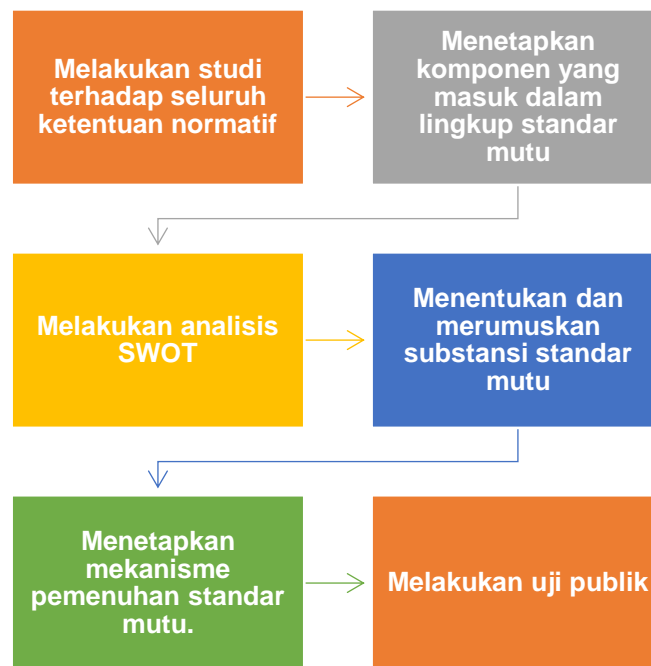 Melakukan studi
terhadap seluruh
ketentuan normatif
Menetapkan
komponen yang
masuk dalam
lingkup standar
mutu
Melakukan analisis
SWOT
Menentukan dan
merumuskan
substansi standar
mutu
Menetapkan
mekanisme
pemenuhan standar
mutu.
Melakukan uji publik